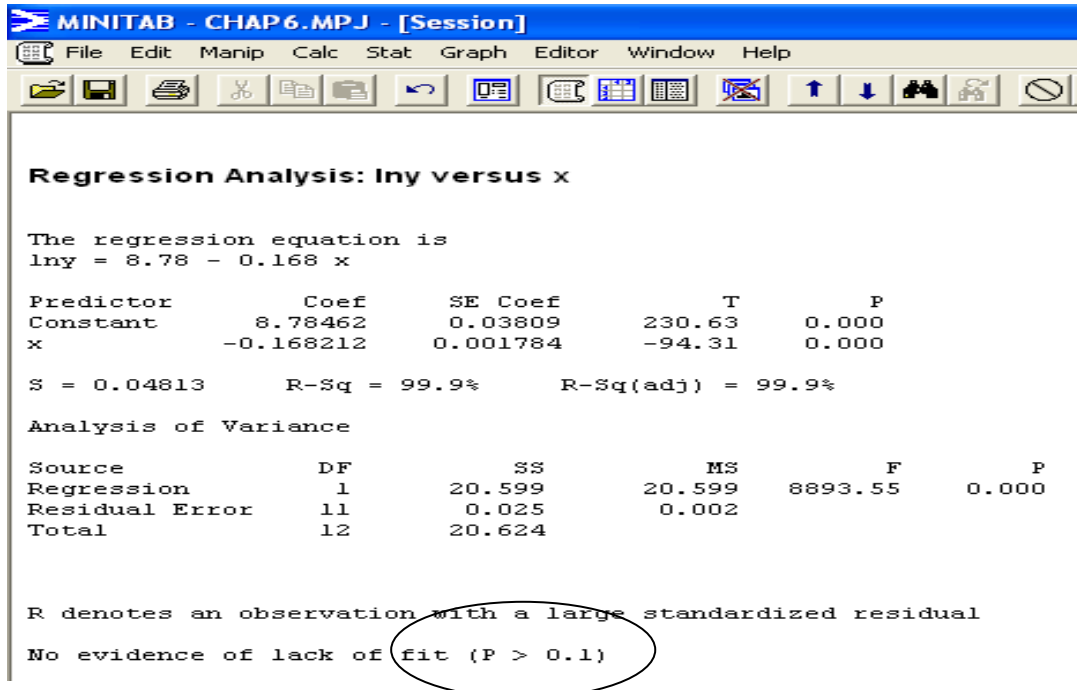 MINITAB - CHAP6.MPJ - [Session]
File Edit Manip Calc Stat Graph Editor Window Help
Regression Analysis: lny versus x
The regression equation is
lny = 8.78 - 0.168 x
Predictor Coef SE Coef T P
Constant 8.78462 0.03809 230.63 0.000
x -0.168212 0.001784 -94.31 0.000
S = 0.04813 R-Sq = 99.9% R-Sq(adj) = 99.9%
Analysis of Variance
Source DF SS MS F P
Regression 1 20.599 20.599 8893.55 0.000
Residual Error 11 0.025 0.002
Total 12 20.624
R denotes an observation with a large standardized residual
No evidence of lack of fit (P > 0.1)